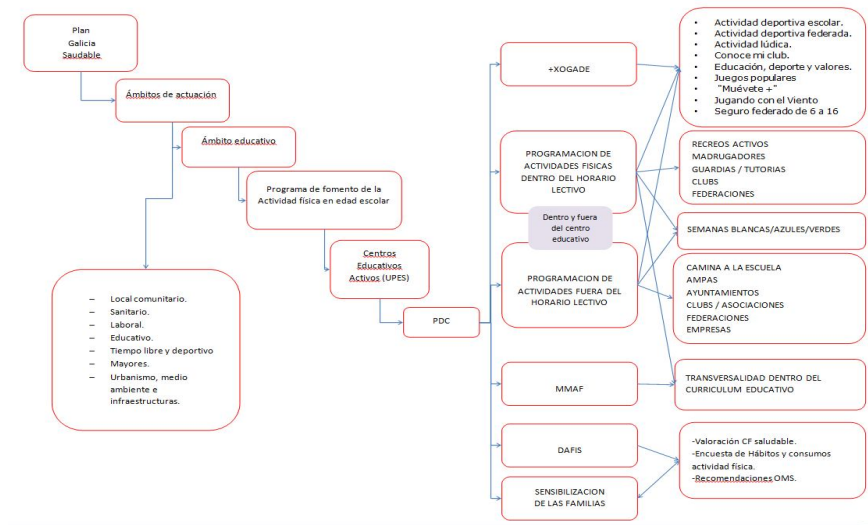 Plan
Galicia
Saudable
Ámbitos de actuación
Ámbito educativo
Programa de fomento de la
Actividad física en edad escolar
Centros
Educativos
Activos (UPES)
PDC
– Local comunitario.
– Sanitario.
– Laboral.
– Educativo.
– Tiempo libre y deportivo
– Mayores.
– Urbanismo, medio
ambiente e
infraestructuras.
+XOGADE
PROGRAMACION DE
ACTIVIDADES FISICAS
DENTRO DEL HORARIO
LECTIVO
Dentro y fuera
del centro
educativo
PROGRAMACION DE
ACTIVIDADES FUERA DEL
HORARIO LECTIVO
MMAF
DAFIS
SENSIBILIZACION
DE LAS FAMILIAS
• Actividad deportiva escolar.
• Actividad deportiva federada.
• Actividad lúdica.
• Conoce mi club.
• Educación, deporte y valores.
• Juegos populares
• "Muévete +"
• Jugando con el Viento
• Seguro federado de 6 a 16
RECREOS ACTIVOS
MADRUGADORES
GUARDIAS / TUTORIAS
CLUBS
FEDERACIONES
SEMANAS BLANCAS/AZULES/VERDES
CAMINA A LA ESCUELA
AMPAS
AYUNTAMIENTOS
CLUBS / ASOCIACIONES
FEDERACIONES
EMPRESAS
TRANSVERSALIDAD DENTRO DEL
CURRICULUM EDUCATIVO
-Valoración CF saludable.
-Encuesta de Hábitos y consumos
actividad física.
-Recomendaciones OMS.